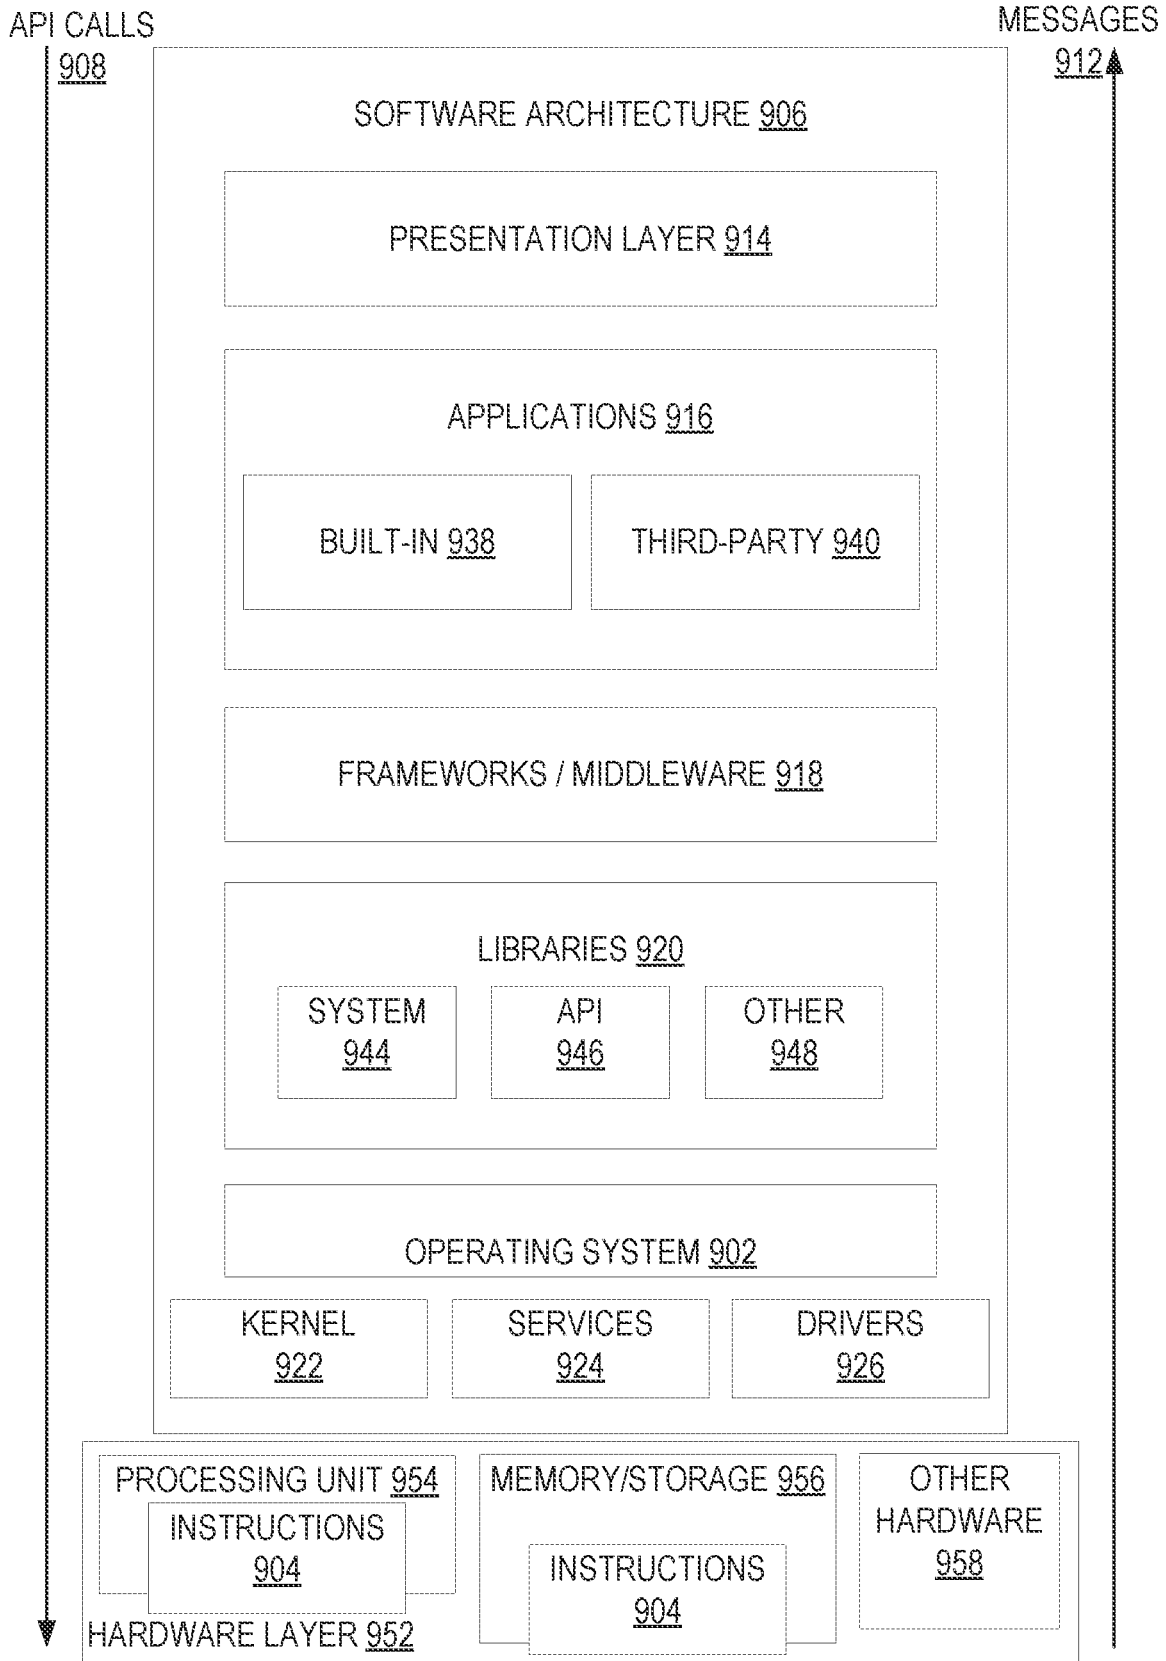 API CALLS
908
MESSAGES
912
SOFTWARE ARCHITECTURE 906
PRESENTATION LAYER 914
APPLICATIONS 916
BUILT-IN 938
THIRD-PARTY 940
FRAMEWORKS / MIDDLEWARE 918
LIBRARIES 920
SYSTEM
944
API
946
OTHER
948
OPERATING SYSTEM 902
KERNEL
922
SERVICES
924
DRIVERS
926
PROCESSING UNIT 954
INSTRUCTIONS
904
MEMORY/STORAGE 956
INSTRUCTIONS
904
OTHER
HARDWARE
958
HARDWARE LAYER 952